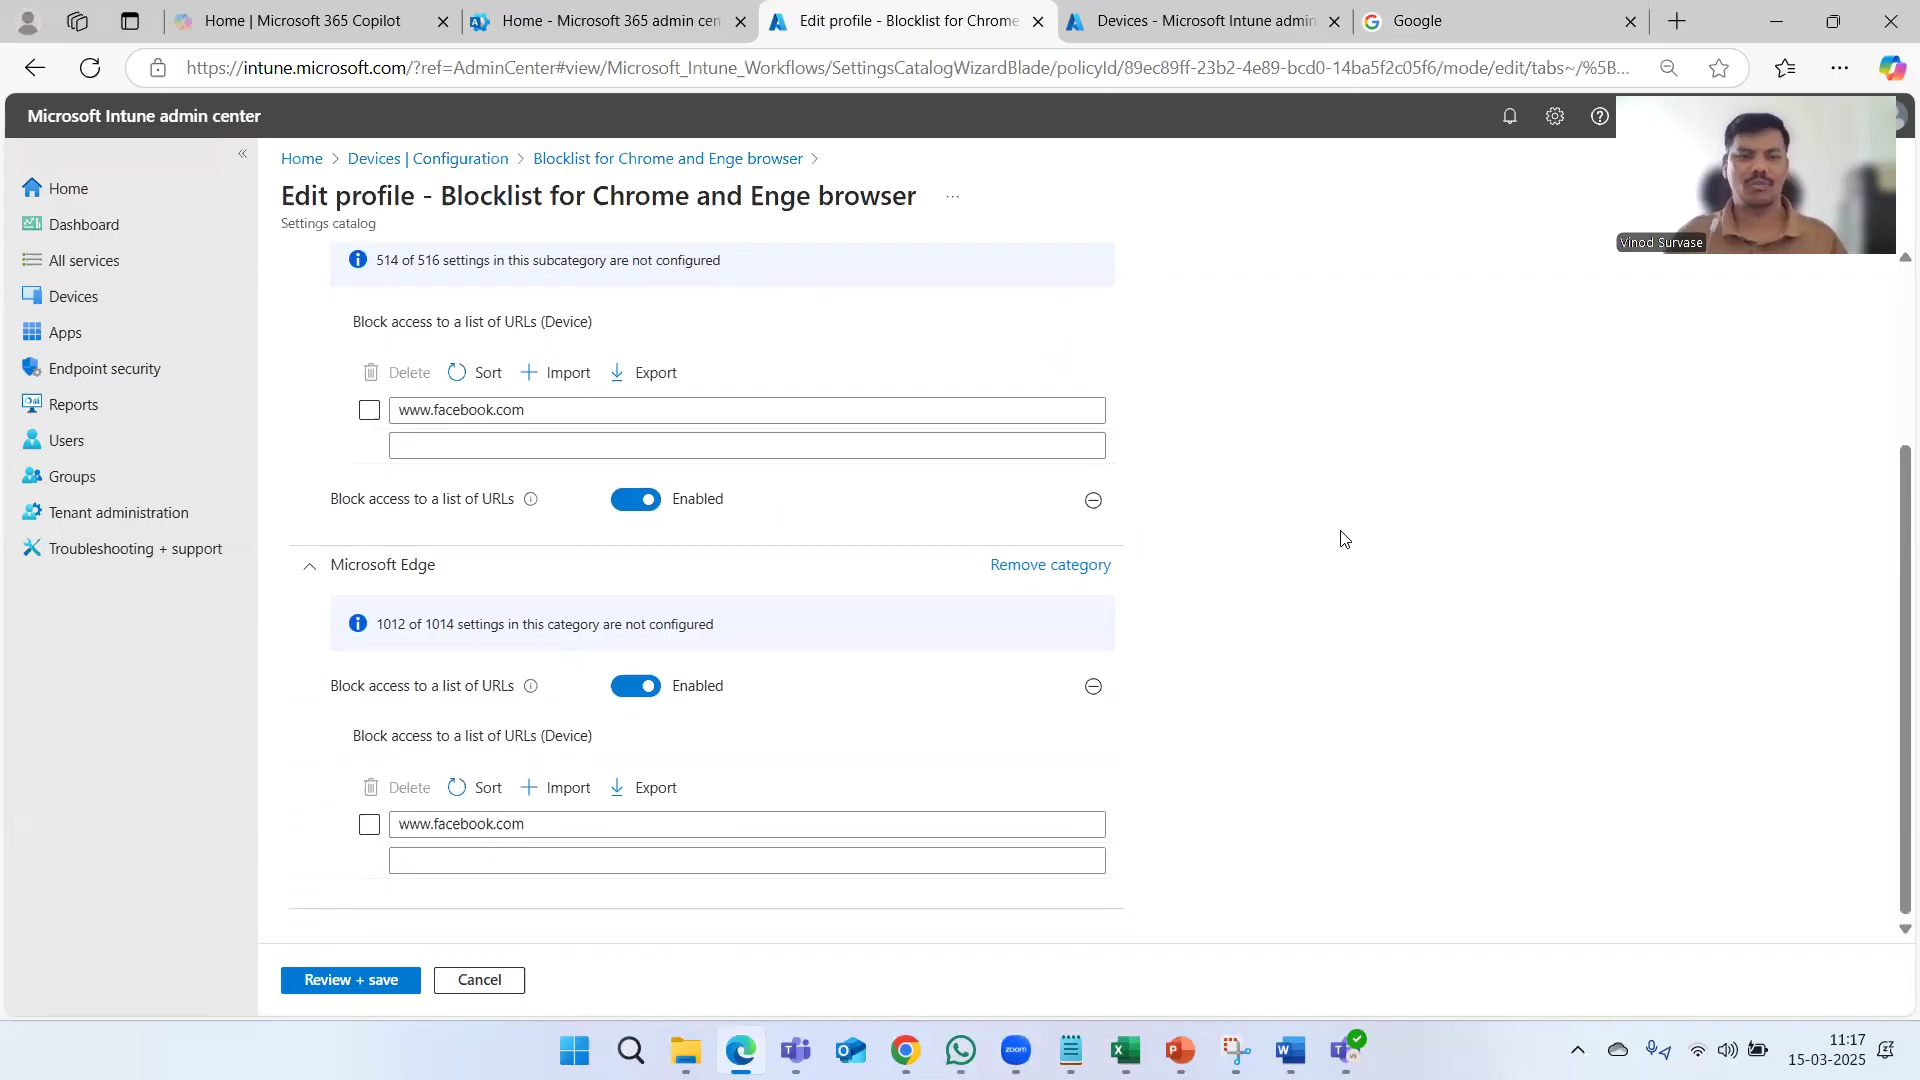 Home | Microsoft 365 Copilot
Home - Microsoft 365 admin cen
Edit profile - Blocklist for Chrome
Devices - Microsoft Intune admin
Google
https://intune.microsoft.com/?ref=AdminCenter#view/Microsoft_Intune_Workflows/SettingsCatalogWizardBlade/policyId/89ec89ff-23b2-4e89-bcd0-14ba5f2c05f6/mode/edit/tabs~/%5B...
Microsoft Intune admin center
Home
Dashboard
All services
Devices
Apps
Endpoint security
Reports
Users
Groups
Tenant administration
Troubleshooting + support
Home > Devices | Configuration > Blocklist for Chrome and Enge browser >
Edit profile - Blocklist for Chrome and Enge browser ...
Settings catalog
Vinod Survase
514 of 516 settings in this subcategory are not configured
Block access to a list of URLs (Device)
Delete Sort Import Export
www.facebook.com
Block access to a list of URLs Enabled
Microsoft Edge Remove category
1012 of 1014 settings in this category are not configured
Block access to a list of URLs Enabled
Block access to a list of URLs (Device)
Delete Sort Import Export
www.facebook.com
Review + save Cancel
zoom
11:17
15-03-2025